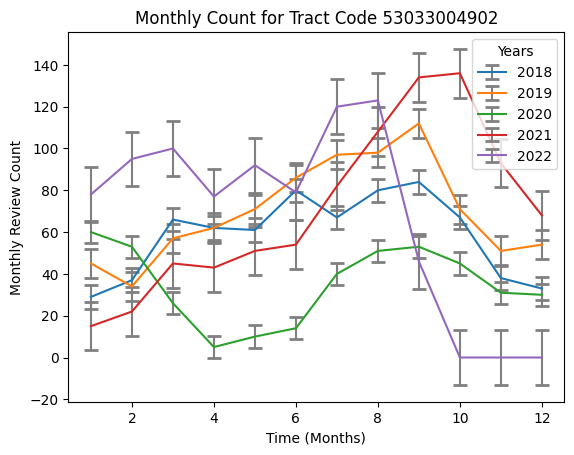 Monthly Count for Tract Code 53033004902
Years
2018
2019
2020
2021
2022
140
120
100
80
60
40
20
0
−20
Monthly Review Count
2 4 6 8 10 12
Time (Months)